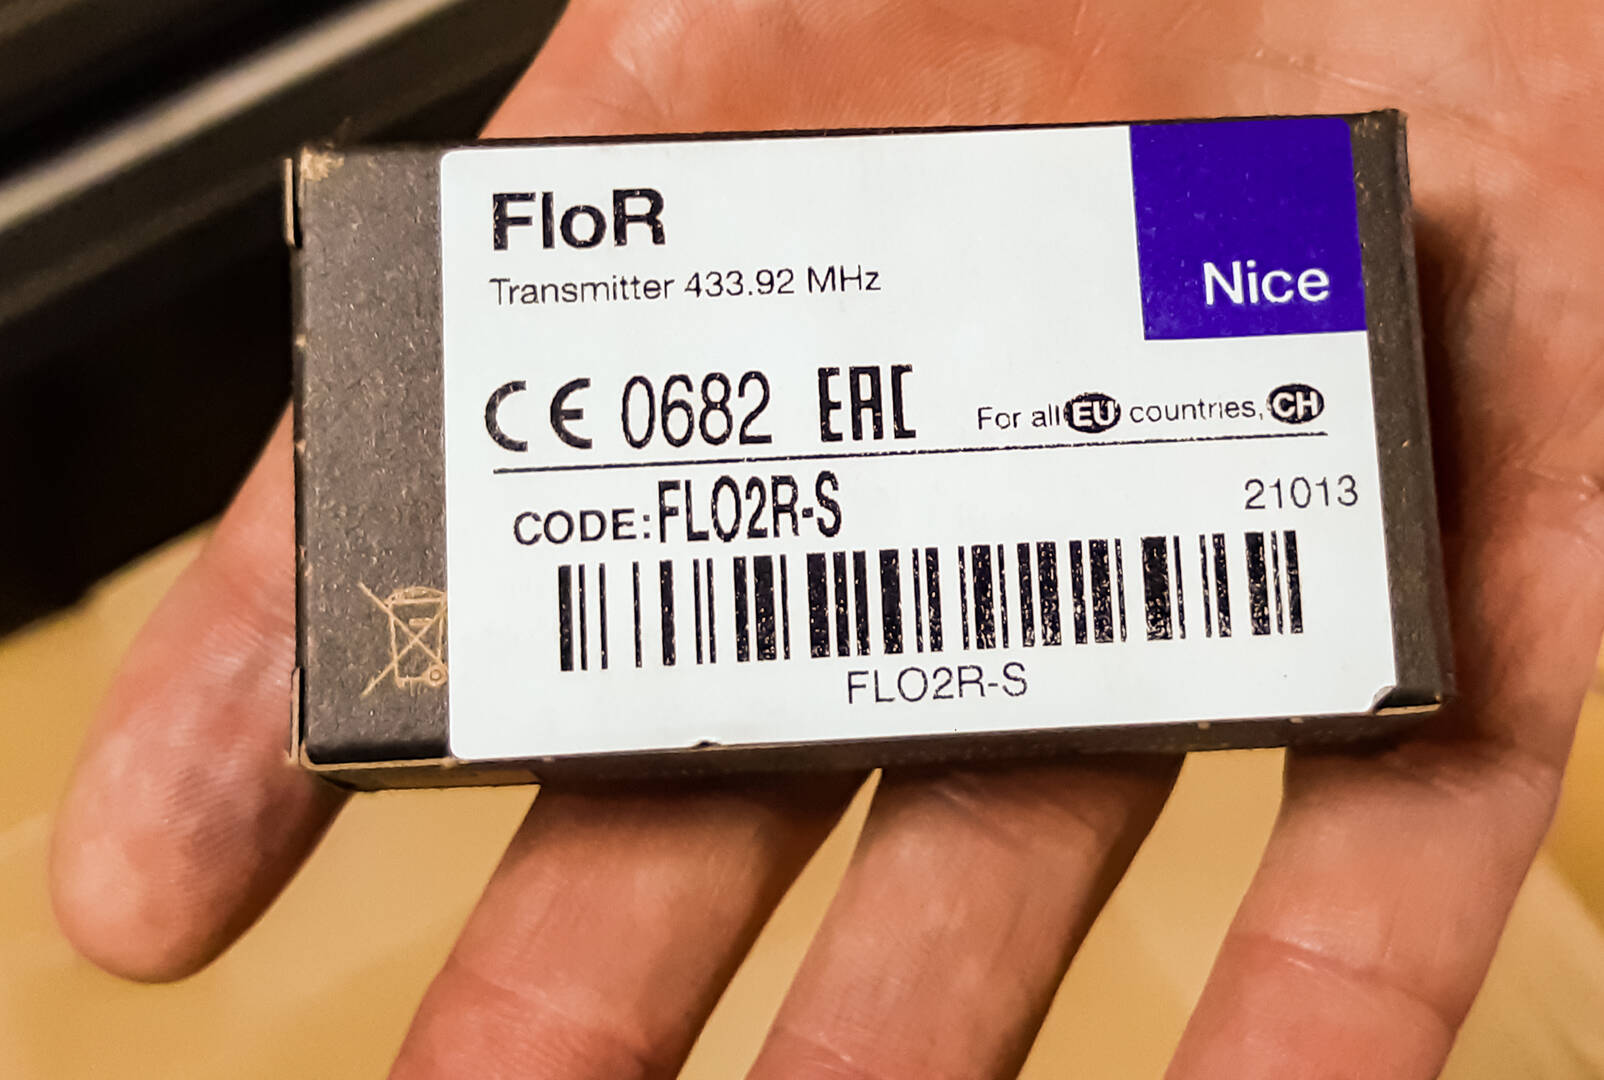 FloR
Transmitter 433.92 MHz
Nice
CE 0682 EAC For all EU countries, CH
CODE:FLO2R-S
21013
FLO2R-S